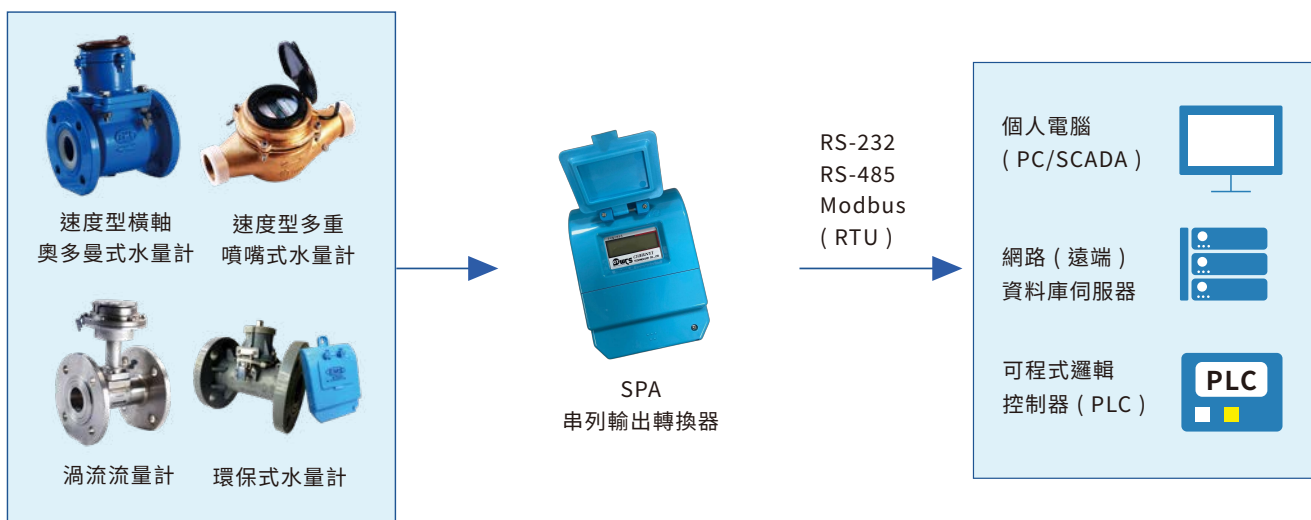 速度型橫軸
奧多曼式水量計
速度型多重
噴嘴式水量計
渦流流量計
環保式水量計
SPA
串列輸出轉換器
RS-232
RS-485
Modbus
( RTU )
個人電腦
( PC/SCADA )
網路 ( 遠端 )
資料庫伺服器
可程式邏輯
控制器 ( PLC )
PLC